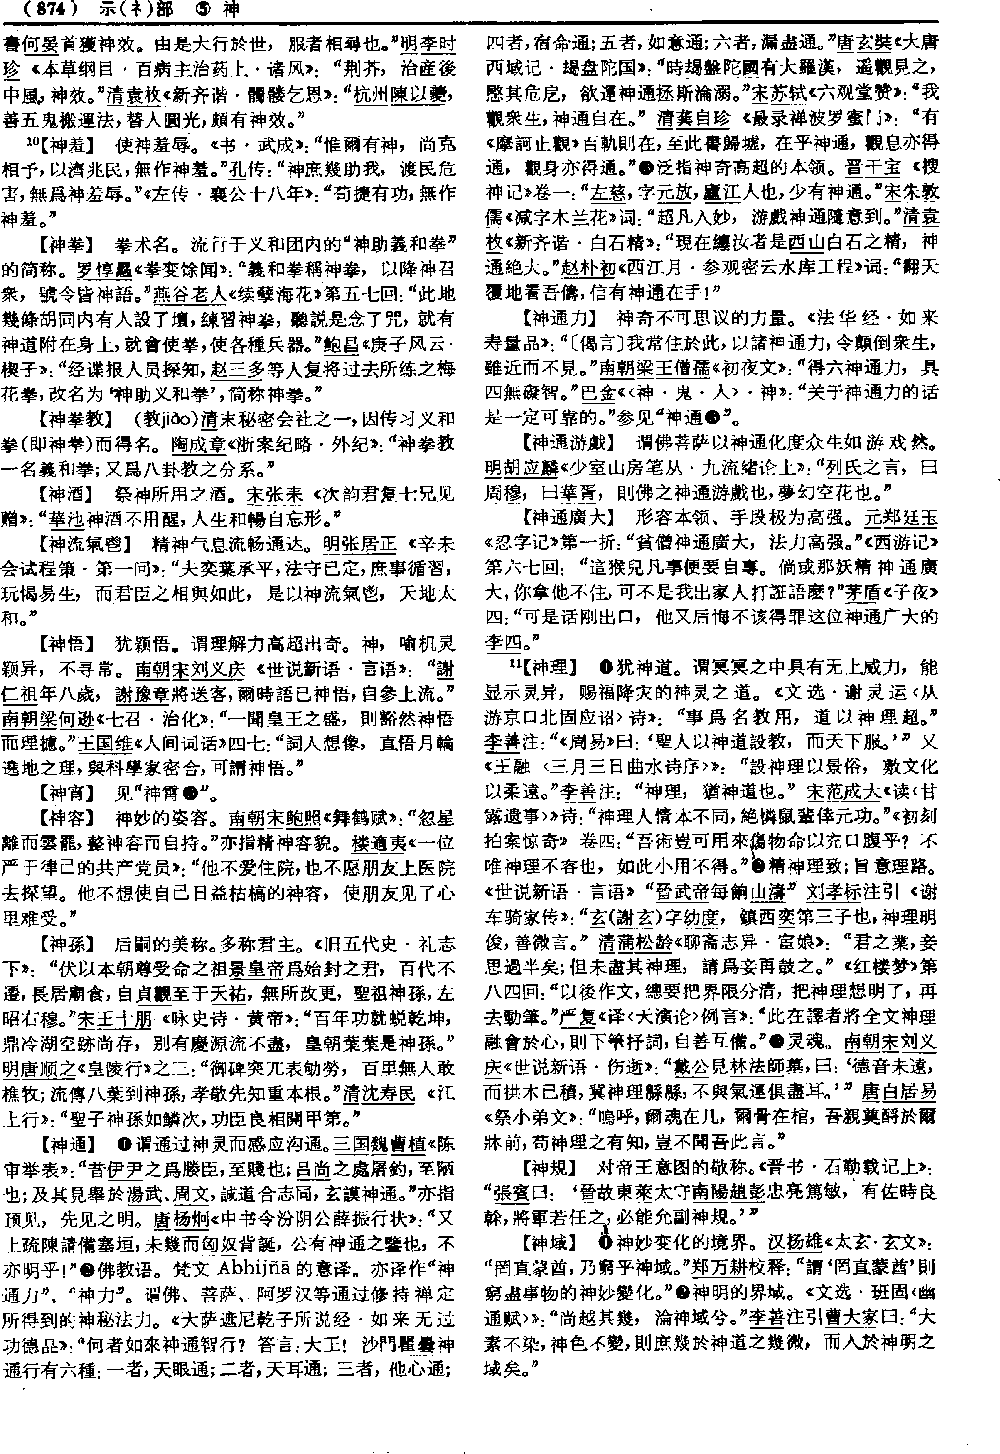 (874) 示(礻)部 ⑤ 神
書何晏首獲神效。由是大行於世，服者相尋也。”明李时
珍《本草纲目·百病主治药上·诸风》：“荆芥，治産後
中風，神效。”清袁枚《新齐谐·髑髅乞恩》：“杭州陳以夔，
善五鬼搬運法，替人圓光，頗有神效。”
10【神羞】 使神羞辱。《书·武成》：“惟爾有神，尚克
相予，以濟兆民，無作神羞。”孔传：“神庶幾助我，渡民危
害，無爲神羞辱。”《左传·襄公十八年》：“苟捷有功，無作
神羞。”
【神拳】 拳术名。流行于义和团内的“神助義和拳”
的简称。罗惇曧《拳变馀闻》：“義和拳稱神拳，以降神召
衆，號令皆神語。”燕谷老人《续孽海花》第五七回：“此地
幾條胡同内有人設了壇，練習神拳，聽説是念了咒，就有
神道附在身上，就會使拳，使各種兵器。”鲍昌《庚子风云·
楔子》：“经谍报人员探知，赵三多等人复将过去所练之梅
花拳，改名为‘神助义和拳’，简称神拳。”
【神拳教】 (教jiào)清末秘密会社之一，因传习义和
拳(即神拳)而得名。陶成章《浙案纪略·外纪》：“神拳教
一名義和拳；又爲八卦教之分系。”
【神酒】 祭神所用之酒。宋张耒《次韵君复七兄见
赠》：“華池神酒不用醒，人生和暢自忘形。”
【神流氣鬯】 精神气息流畅通达。明张居正《辛未
会试程策·第一问》：“夫奕葉承平，法守已定，庶事循習，
玩愒易生，而君臣之相與如此，是以神流氣鬯，天地太
和。”
【神悟】 犹颖悟。谓理解力高超出奇。神，喻机灵
颖异，不寻常。南朝宋刘义庆《世说新语·言语》：“謝
仁祖年八歲，謝豫章將送客，爾時語已神悟，自參上流。”
南朝梁何逊《七召·治化》：“一聞皇王之盛，則豁然神悟
而理摅。”王国维《人间词话》四七：“詞人想像，直悟月輪
遶地之理，與科學家密合，可謂神悟。”
【神宵】 见“神霄❷”。
【神容】 神妙的姿容。南朝宋鲍照《舞鹤赋》：“忽星
離而雲罷，整神容而自持。”亦指精神容貌。楼适夷《一位
严于律己的共产党员》：“他不爱住院，也不愿朋友上医院
去探望。他不想使自己日益枯槁的神容，使朋友见了心
里难受。”
【神孫】 后嗣的美称。多称君主。《旧五代史·礼志
下》：“伏以本朝尊受命之祖景皇帝爲始封之君，百代不
遷，長居廟食，自貞觀至于天祐，無所改更，聖祖神孫，左
昭右穆。”宋王十朋《咏史诗·黄帝》：“百年功就蜕乾坤，
鼎冷湖空跡尚存，别有慶源流不盡，皇朝葉葉是神孫。”
明唐顺之《皇陵行》之二：“御碑突兀表劬勞，百里無人敢
樵牧；流傳八葉到神孫，孝敬先知重本根。”清沈寿民《江
上行》：“聖子神孫如鱗次，功臣良相開甲第。”
【神通】 ❶谓通过神灵而感应沟通。三国魏曹植《陈
审举表》：“昔伊尹之爲媵臣，至賤也；吕尚之處屠釣，至陋
也；及其見舉於湯武、周文，誠道合志同，玄謨神通。”亦指
预见，先见之明。唐杨炯《中书令汾阴公薛振行状》：“又
上疏陳請備塞垣，未幾而匈奴背誕，公有神通之鑒也，不
亦明乎！”❷佛教语。梵文Abhijñā的意译。亦译作“神
通力”、“神力”。谓佛、菩萨、阿罗汉等通过修持禅定
所得到的神秘法力。《大萨遮尼乾子所说经·如来无过
功德品》：“何者如來神通智行？答言：大王！沙門瞿曇神
通行有六種：一者，天眼通；二者，天耳通；三者，他心通；
四者，宿命通；五者，如意通；六者，漏盡通。”唐玄奘《大唐
西域记·朅盘陀国》：“時朅盤陀國有大羅漢，遥觀見之，
愍其危戹，欲運神通拯斯淪溺。”宋苏轼《六观堂赞》：“我
觀衆生，神通自在。”清龚自珍《最录禅波罗蜜门》：“有
《摩訶止觀》百軌則在，至此書歸墟，在乎神通，觀息亦得
通，觀身亦得通。”❸泛指神奇高超的本领。晋干宝《搜
神记》卷一：“左慈，字元放，廬江人也，少有神通。”宋朱敦
儒《减字木兰花》词：“超凡入妙，游戲神通隨意到。”清袁
枚《新齐谐·白石精》：“現在纏汝者是西山白石之精，神
通絶大。”赵朴初《西江月·参观密云水库工程》词：“翻天
覆地看吾儕，信有神通在手！”
【神通力】 神奇不可思议的力量。《法华经·如来
寿量品》：“〔偈言〕我常住於此，以諸神通力，令顛倒衆生，
雖近而不見。”南朝梁王僧孺《初夜文》：“得六神通力，具
四無礙智。”巴金《〈神·鬼·人〉·神》：“关于神通力的话
是一定可靠的。”参见“神通❷”。
【神通游戲】 谓佛菩萨以神通化度众生如游戏然。
明胡应麟《少室山房笔丛·九流绪论上》：“列氏之言，曰
周穆，曰華胥，則佛之神通游戲也，夢幻空花也。”
【神通廣大】 形容本领、手段极为高强。元郑廷玉
《忍字记》第一折：“貧僧神通廣大，法力高强。”《西游记》
第六七回：“這猴兒凡事便要自專。倘或那妖精神通廣
大，你拿他不住，可不是我出家人打誑語麽？”茅盾《子夜》
四：“可是话刚出口，他又后悔不该得罪这位神通广大的
李四。”
11【神理】 ❶犹神道。谓冥冥之中具有无上威力，能
显示灵异，赐福降灾的神灵之道。《文选·谢灵运〈从
游京口北固应诏〉诗》：“事爲名教用，道以神理超。”
李善注：“《周易》曰：‘聖人以神道設教，而天下服。’”又
《王融〈三月三日曲水诗序〉》：“設神理以景俗，敷文化
以柔遠。”李善注：“神理，猶神道也。”宋范成大《读〈甘
露遗事〉》诗：“神理人情本不同，絶憐鼠輩倖元功。”《初刻
拍案惊奇》卷四：“吾術豈可用來傷物命以充口腹乎？不
唯神理不容也，如此小用不得。”❷精神理致；旨意理路。
《世说新语·言语》“晉武帝每餉山濤”刘孝标注引《谢
车骑家传》：“玄(謝玄)字幼度，鎮西奕第三子也，神理明
俊，善微言。”清蒲松龄《聊斋志异·宦娘》：“君之業，妾
思過半矣；但未盡其神理，請爲妾再鼓之。”《红楼梦》第
八四回：“以後作文，總要把界限分清，把神理想明了，再
去動筆。”严复《译〈天演论〉例言》：“此在譯者將全文神理
融會於心，則下筆抒詞，自善互備。”❸灵魂。南朝宋刘义
庆《世说新语·伤逝》：“戴公見林法師墓，曰：‘德音未遠，
而拱木已積，冀神理緜緜，不與氣運俱盡耳。’”唐白居易
《祭小弟文》：“嗚呼，爾魂在几，爾骨在棺，吾親奠酹於爾
牀前，苟神理之有知，豈不聞吾此言。”
【神規】 对帝王意图的敬称。《晋书·石勒载记上》：
“張賓曰：‘晉故東萊太守南陽趙彭忠亮篤敏，有佐時良
幹，將軍若任之，必能允副神規。’”
【神域】 ❶神妙变化的境界。汉扬雄《太玄·玄文》：
“罔直蒙酋，乃窮乎神域。”郑万耕校释：“謂‘罔直蒙酋’則
窮盡事物的神妙變化。”❷神明的界域。《文选·班固〈幽
通赋〉》：“尚越其幾，淪神域兮。”李善注引曹大家曰：“大
素不染，神色不變，則庶幾於神道之幾微，而入於神明之
域矣。”